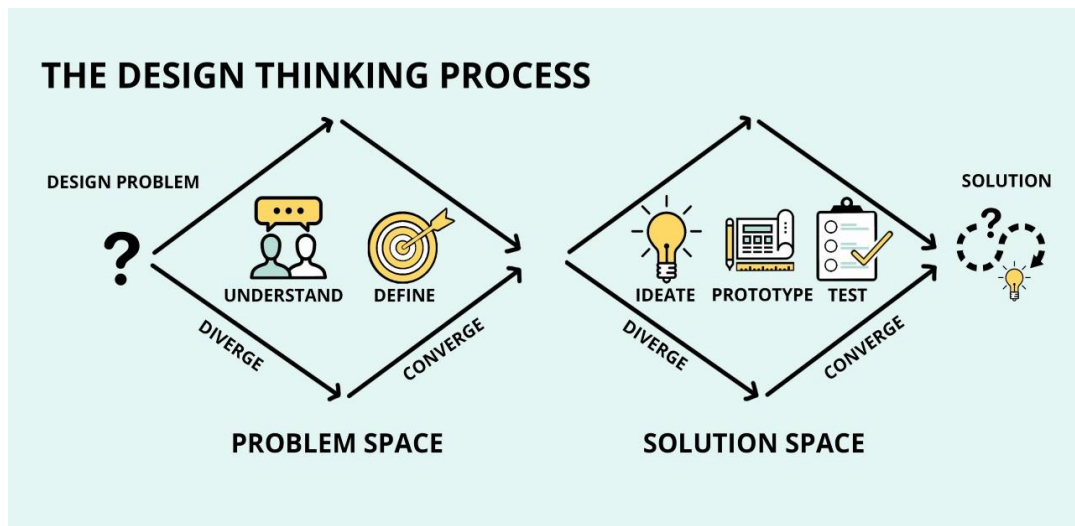 THE DESIGN THINKING PROCESS
DESIGN PROBLEM
?
UNDERSTAND
DEFINE
DIVERGE
CONVERGE
PROBLEM SPACE
IDEATE
PROTOTYPE
TEST
DIVERGE
CONVERGE
SOLUTION SPACE
SOLUTION
?